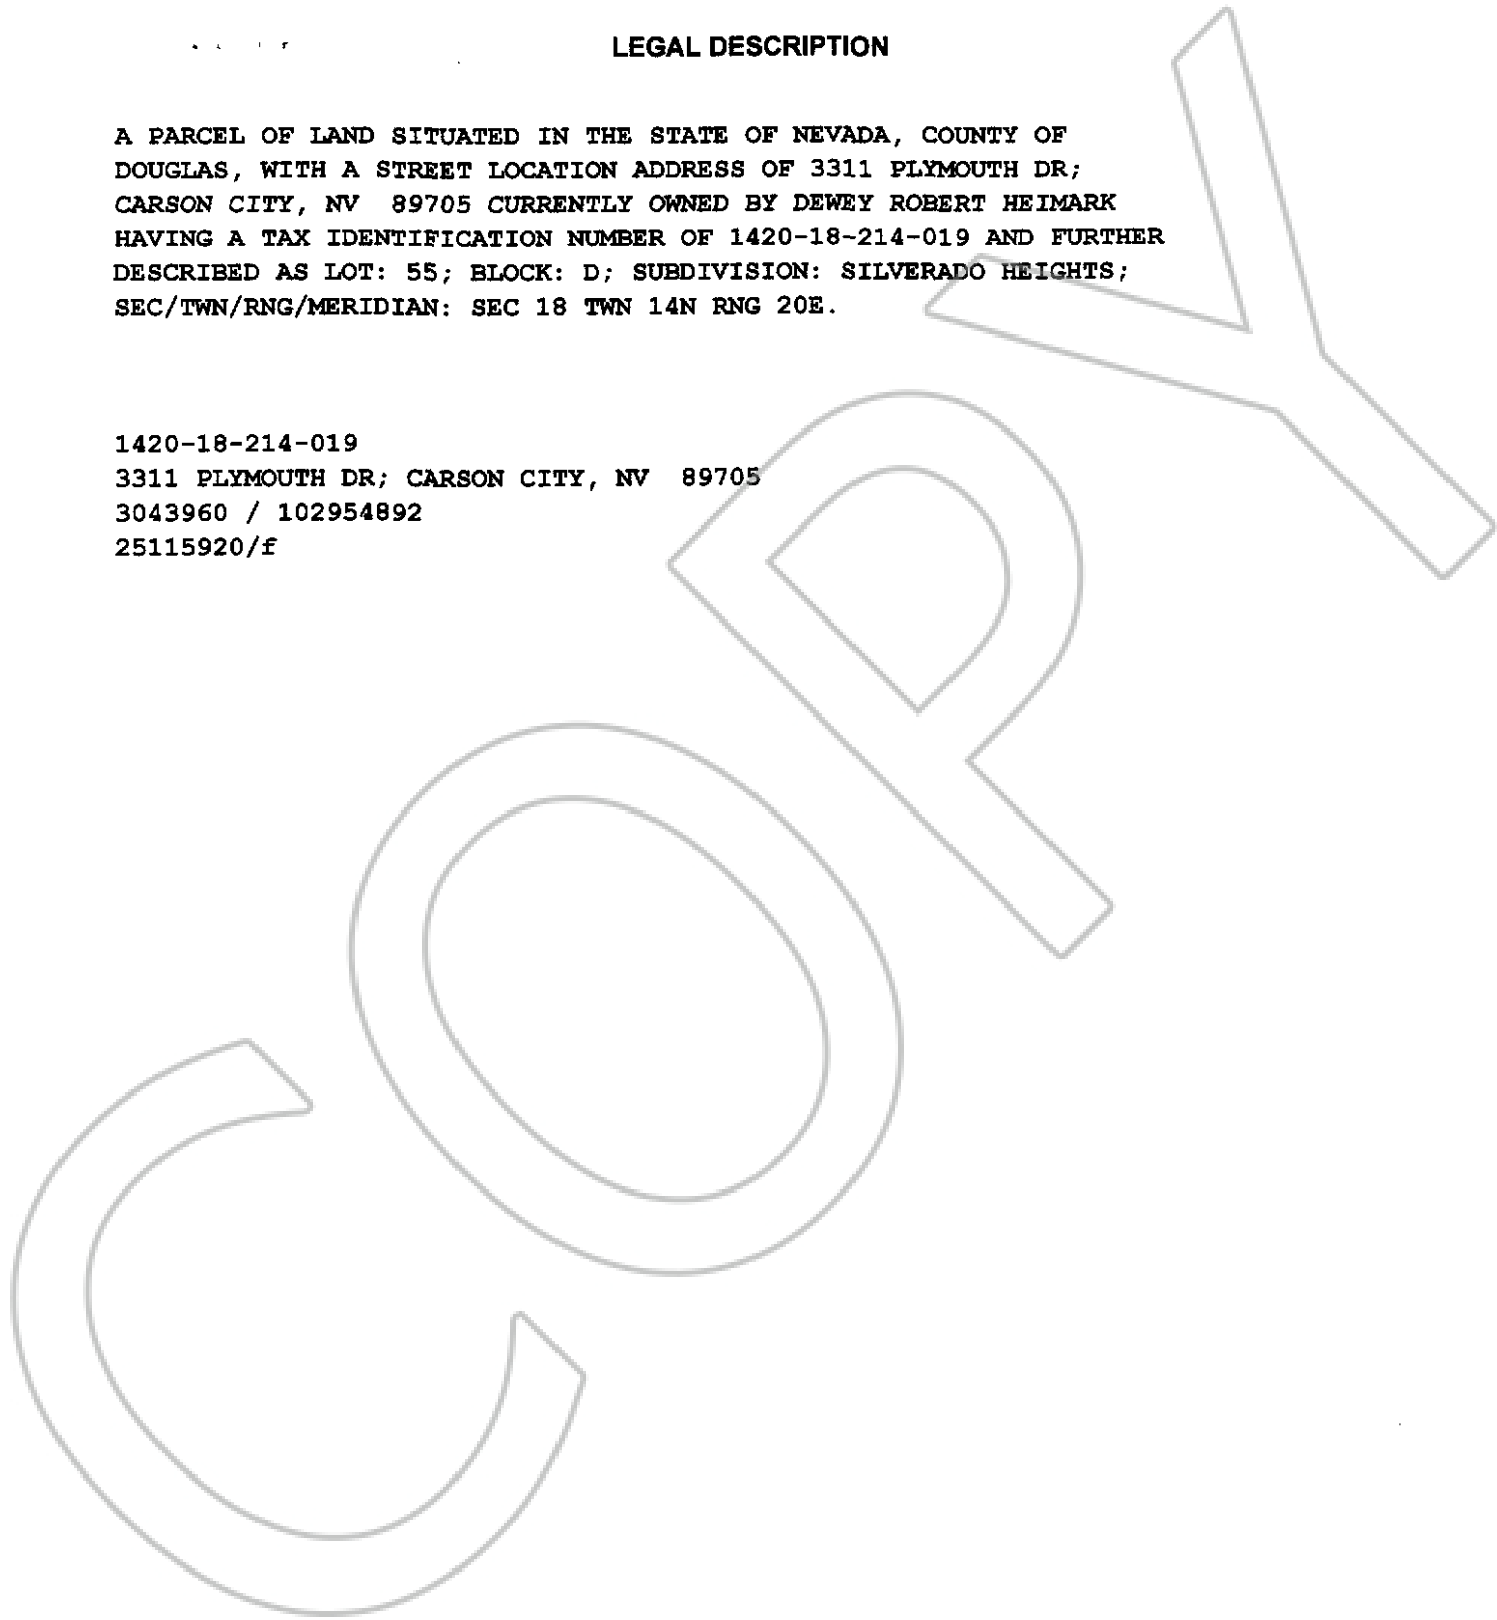 LEGAL DESCRIPTION
A PARCEL OF LAND SITUATED IN THE STATE OF NEVADA, COUNTY OF
DOUGLAS, WITH A STREET LOCATION ADDRESS OF 3311 PLYMOUTH DR;
CARSON CITY, NV  89705 CURRENTLY OWNED BY DEWEY ROBERT HEIMARK
HAVING A TAX IDENTIFICATION NUMBER OF 1420-18-214-019 AND FURTHER
DESCRIBED AS LOT: 55; BLOCK: D; SUBDIVISION: SILVERADO HEIGHTS;
SEC/TWN/RNG/MERIDIAN: SEC 18 TWN 14N RNG 20E.
1420-18-214-019
3311 PLYMOUTH DR; CARSON CITY, NV  89705
3043960 / 102954892
25115920/f
COPY